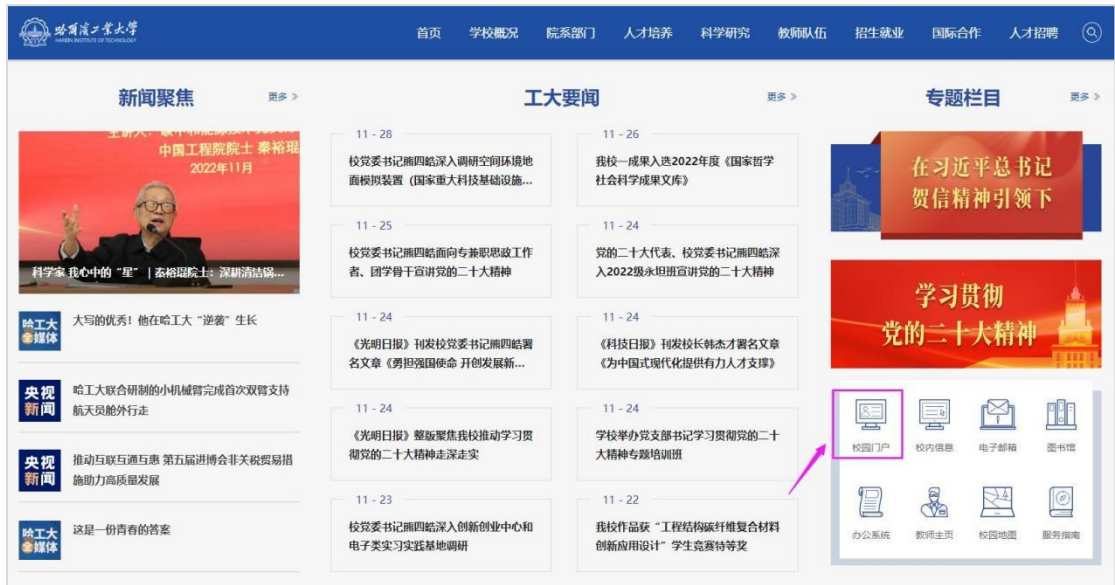 哈爾濱工業大學
HARBIN INSTITUTE OF TECHNOLOGY
首页 学校概况 院系部门 人才培养 科学研究 教师队伍 招生就业 国际合作 人才招聘
新闻聚焦 更多 》
中国工程院院士 秦裕琨
2022年11月
科学家 我心中的“星”｜秦裕琨院士：深耕清洁锅...
哈工大
全媒体
大写的优秀！他在哈工大“逆袭”生长
央视
新闻
哈工大联合研制的小机械臂完成首次双臂支持
航天员舱外行走
央视
新闻
推动互联互通互惠 第五届进博会非关税贸易措
施助力高质量发展
哈工大
全媒体
这是一份青春的答案
工大要闻 更多 》
11 - 28
校党委书记熊四皓深入调研空间环境地
面模拟装置（国家重大科技基础设施...
11 - 26
我校一成果入选2022年度《国家哲学
社会科学成果文库》
11 - 25
校党委书记熊四皓面向专兼职思政工作
者、团学骨干宣讲党的二十大精神
11 - 24
党的二十大代表、校党委书记熊四皓深
入2022级永坦班宣讲党的二十大精神
11 - 24
《光明日报》刊发校党委书记熊四皓署
名文章《勇担强国使命 开创发展新...
11 - 24
《科技日报》刊发校长韩杰才署名文章
《为中国式现代化提供有力人才支撑》
11 - 24
《光明日报》整版聚焦我校推动学习贯
彻党的二十大精神走深走实
11 - 24
学校举办党支部书记学习贯彻党的二十
大精神专题培训班
11 - 23
校党委书记熊四皓深入创新创业中心和
电子类实习实践基地调研
11 - 22
我校作品获“工程结构碳纤维复合材料
创新应用设计”学生竞赛特等奖
专题栏目 更多 》
在习近平总书记
贺信精神引领下
学习贯彻
党的二十大精神
校园门户 校内信息 电子邮箱 图书馆
办公系统 教师主页 校园地图 服务指南